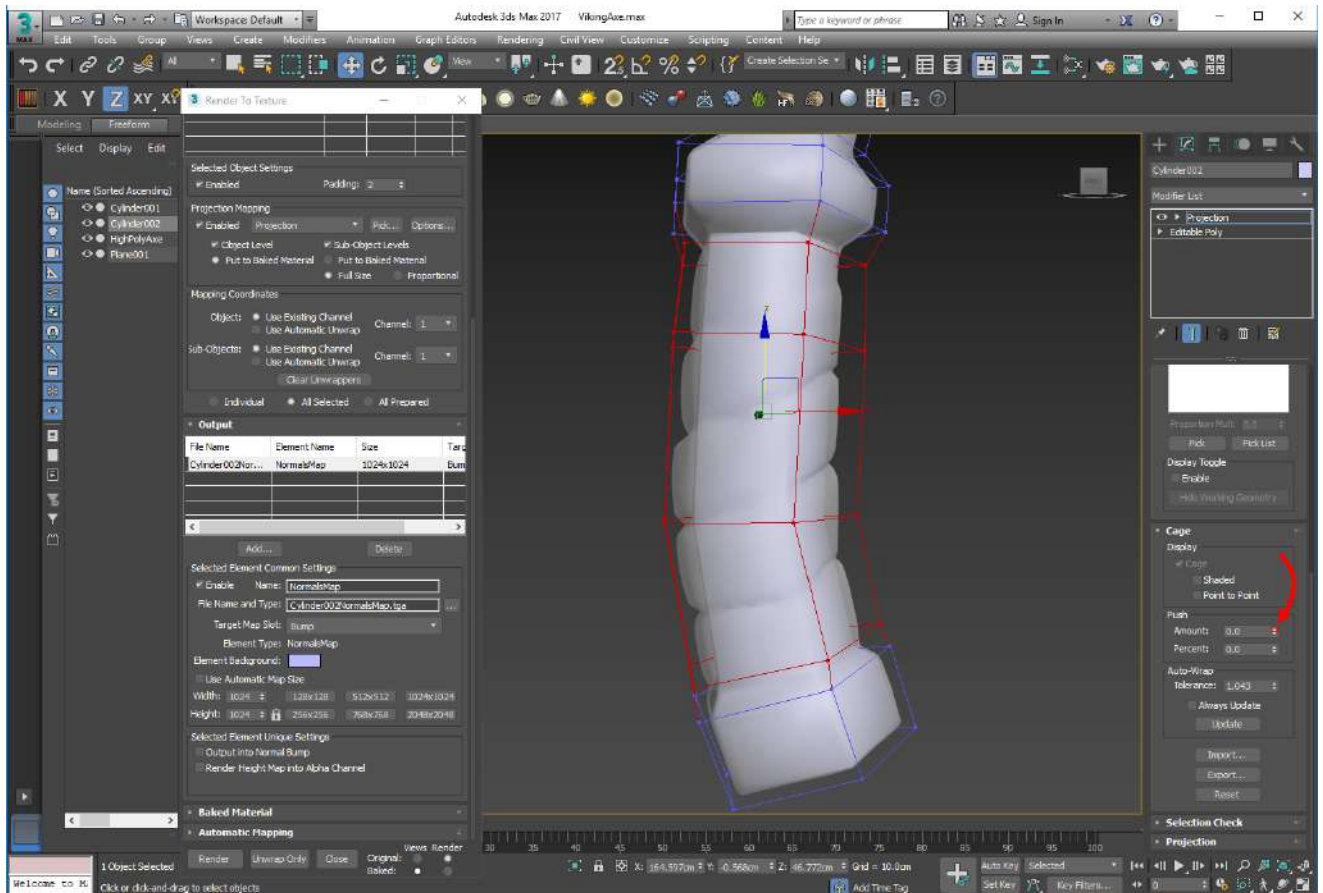 Workspace: Default
Autodesk 3ds Max 2017 VikingAxe.max
Type a keyword or phrase
Sign In
MAX
Edit Tools Group Views Create Modifiers Animation Graph Editors Rendering Civil View Customize Scripting Content Help
All
View
Create Selection Se
X Y Z XY XY
Modeling Freeform
Select Display Edit
Name (Sorted Ascending)
Cylinder001
Cylinder002
HighPolyAxe
Plane001
3 Render To Texture
Selected Object Settings
Enabled Padding: 2
Projection Mapping
Enabled Projection Pick... Options...
Object Level Sub-Object Levels
Put to Baked Material Put to Baked Material
Full Size Proportional
Mapping Coordinates
Object: Use Existing Channel
Use Automatic Unwrap Channel: 1
Sub-Objects: Use Existing Channel
Use Automatic Unwrap Channel: 1
Clear Unwrappers
Individual All Selected All Prepared
Output
File Name Element Name Size Targ
Cylinder002Nor... NormalsMap 1024x1024 Bum
Add... Delete
Selected Element Common Settings
Enable Name: NormalsMap
File Name and Type: Cylinder002NormalsMap.tga ...
Target Map Slot: Bump
Element Type: NormalsMap
Element Background:
Use Automatic Map Size
Width: 1024 128x128 512x512 1024x1024
Height: 1024 256x256 768x768 2048x2048
Selected Element Unique Settings
Output into Normal Bump
Render Height Map into Alpha Channel
Baked Material
Automatic Mapping
Views Render
Render Unwrap Only Close Original:
Baked:
Cylinder002
Modifier List
Projection
Editable Poly
Proportion Mult: 0.0
Pick Pick List
Display Toggle
Enable
Hide Working Geometry
Cage
Display
Cage
Shaded
Point to Point
Push
Amount: 0.0
Percent: 0.0
Auto-Wrap
Tolerance: 1.043
Always Update
Update
Import...
Export...
Reset
Selection Check
Projection
30 35 40 45 50 55 60 65 70 75 80 85 90 95 100
1 Object Selected
X: 164.597cm Y: -0.568cm Z: 46.772cm Grid = 10.0cm
Auto Key Selected
Welcome to M
Click or click-and-drag to select objects
Add Time Tag
Set Key Key Filters...
0